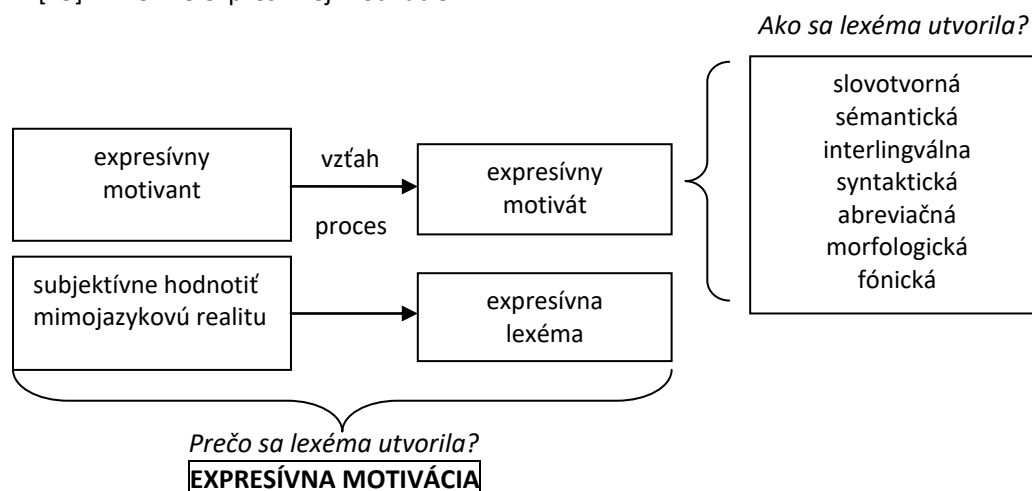 Ako sa lexéma utvorila?
expresívny
motivant
vzťah
proces
expresívny
motivát
slovotvorná
sémantická
interlingválna
syntaktická
abreviačná
morfologická
fónická
subjektívne hodnotiť
mimojazykovú realitu
expresívna
lexéma
Prečo sa lexéma utvorila?
EXPRESÍVNA MOTIVÁCIA